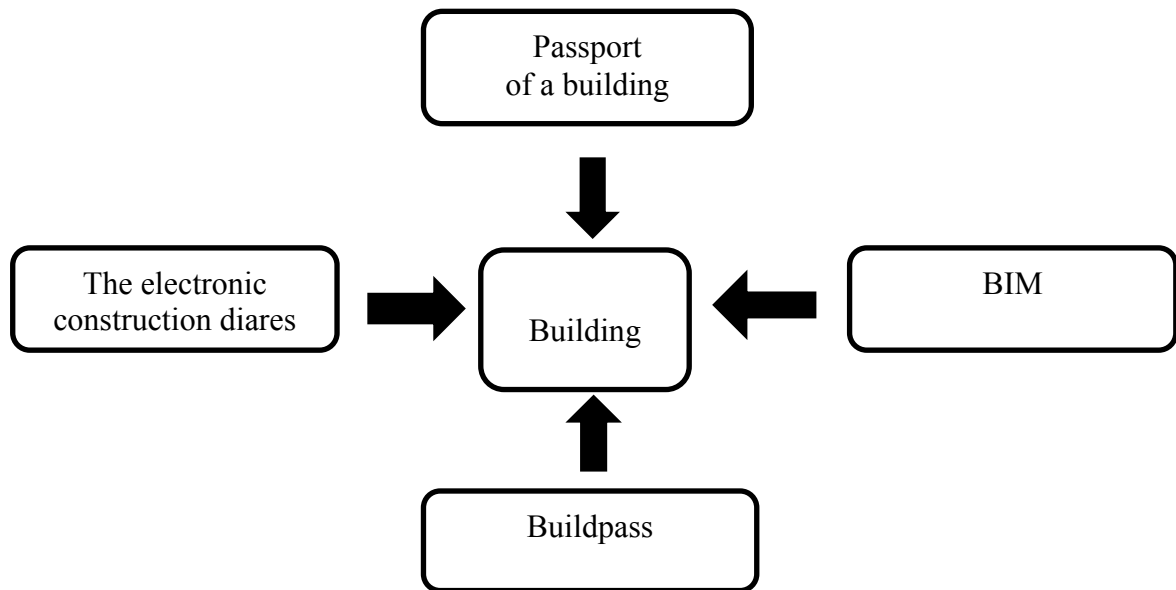 Passport
of a building
The electronic
construction diares
Building
BIM
Buildpass